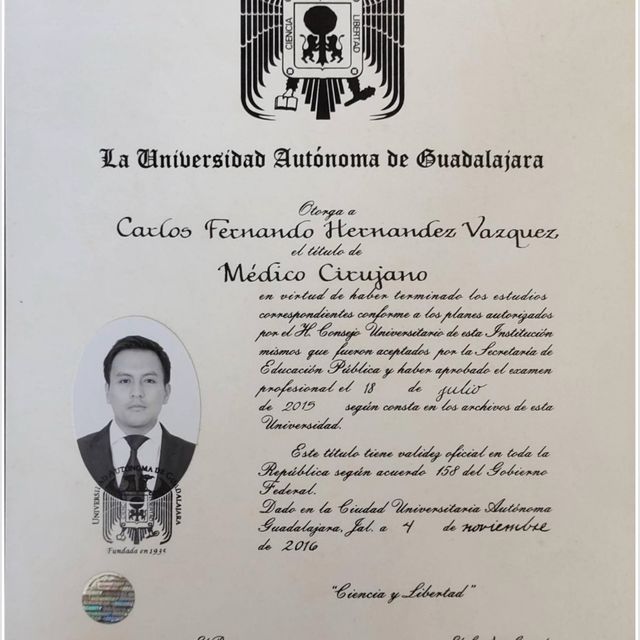 CIENCIA
LIBERTAD
La Universidad Autónoma de Guadalajara
Otorga a
Carlos Fernando Hernandez Vazquez
el título de
Médico Cirujano
en virtud de haber terminado los estudios
correspondientes conforme a los planes autorizados
por el H. Consejo Universitario de esta Institución
mismos que fueron aceptados por la Secretaría de
Educación Pública y haber aprobado el examen
profesional el 18 de julio
de 2015 según consta en los archivos de esta
Universidad.
Este título tiene validez oficial en toda la
República según acuerdo 158 del Gobierno
Federal.
Dado en la Ciudad Universitaria Autónoma
Guadalajara, Jal. a 4 de noviembre
de 2016
UNIVERSIDAD AUTONOMA DE GUADALAJARA
Fundada en 1935
"Ciencia y Libertad"